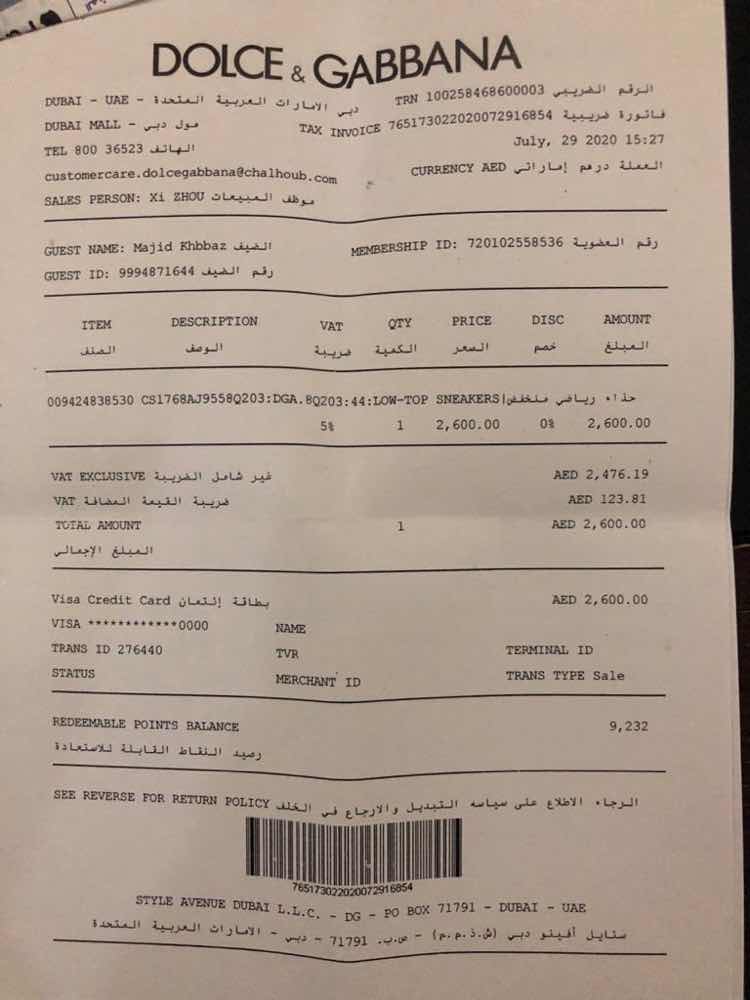 DOLCE & GABBANA
DUBAI - UAE - دبي الامارات العربية المتحدة
TRN 100258468600003 الرقم الضريبي
DUBAI MALL - مول دبي
TAX INVOICE 765173022020072916854 فاتورة ضريبية
TEL 800 36523 الهاتف
July, 29 2020 15:27
customercare.dolcegabbana@chalhoub.com
CURRENCY AED العملة درهم إماراتي
SALES PERSON: Xi ZHOU موظف المبيعات
GUEST NAME: Majid Khbbaz الضيف
MEMBERSHIP ID: 720102558536 رقم العضوية
GUEST ID: 9994871644 رقم الضيف
ITEM DESCRIPTION VAT QTY PRICE DISC AMOUNT
الصنف الوصف ضريبة الكمية السعر خصم المبلغ
009424838530 CS1768AJ9558Q203:DGA.8Q203:44:LOW-TOP SNEAKERS|حذاء رياضي منخفض
5% 1 2,600.00 0% 2,600.00
VAT EXCLUSIVE غير شامل الضريبة AED 2,476.19
VAT ضريبة القيمة المضافة AED 123.81
TOTAL AMOUNT 1 AED 2,600.00
المبلغ الإجمالي
Visa Credit Card بطاقة إئتمان AED 2,600.00
VISA ************0000 NAME
TRANS ID 276440 TVR TERMINAL ID
STATUS MERCHANT ID TRANS TYPE Sale
REDEEMABLE POINTS BALANCE 9,232
رصيد النقاط القابلة للاستعادة
SEE REVERSE FOR RETURN POLICY الرجاء الاطلاع على سياسه التبديل والارجاع في الخلف
765173022020072916854
STYLE AVENUE DUBAI L.L.C. - DG - PO BOX 71791 - DUBAI - UAE
ستايل أفينو دبي (ش.ذ.م.م) - ص.ب. 71791 - دبي - الامارات العربية المتحدة